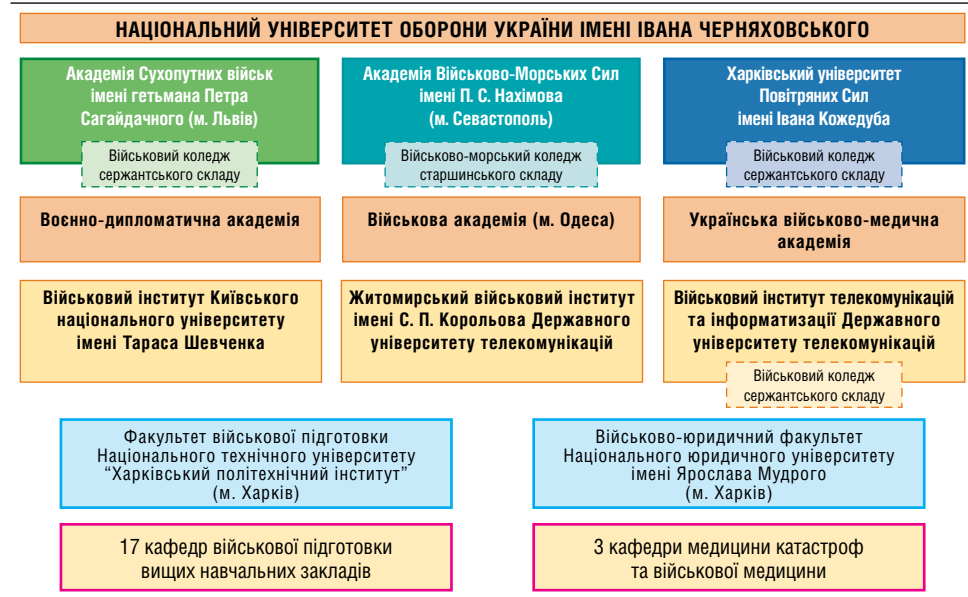 НАЦІОНАЛЬНИЙ УНІВЕРСИТЕТ ОБОРОНИ УКРАЇНИ ІМЕНІ ІВАНА ЧЕРНЯХОВСЬКОГО
Академія Сухопутних військ
імені гетьмана Петра
Сагайдачного (м. Львів)
Військовий коледж
сержантського складу
Академія Військово-Морських Сил
імені П. С. Нахімова
(м. Севастополь)
Військово-морський коледж
старшинського складу
Харківський університет
Повітряних Сил
імені Івана Кожедуба
Військовий коледж
сержантського складу
Воєнно-дипломатична академія
Військова академія (м. Одеса)
Українська військово-медична
академія
Військовий інститут Київського
національного університету
імені Тараса Шевченка
Житомирський військовий інститут
імені С. П. Корольова Державного
університету телекомунікацій
Військовий інститут телекомунікацій
та інформатизації Державного
університету телекомунікацій
Військовий коледж
сержантського складу
Факультет військової підготовки
Національного технічного університету
“Харківський політехнічний інститут”
(м. Харків)
Військово-юридичний факультет
Національного юридичного університету
імені Ярослава Мудрого
(м. Харків)
17 кафедр військової підготовки
вищих навчальних закладів
3 кафедри медицини катастроф
та військової медицини